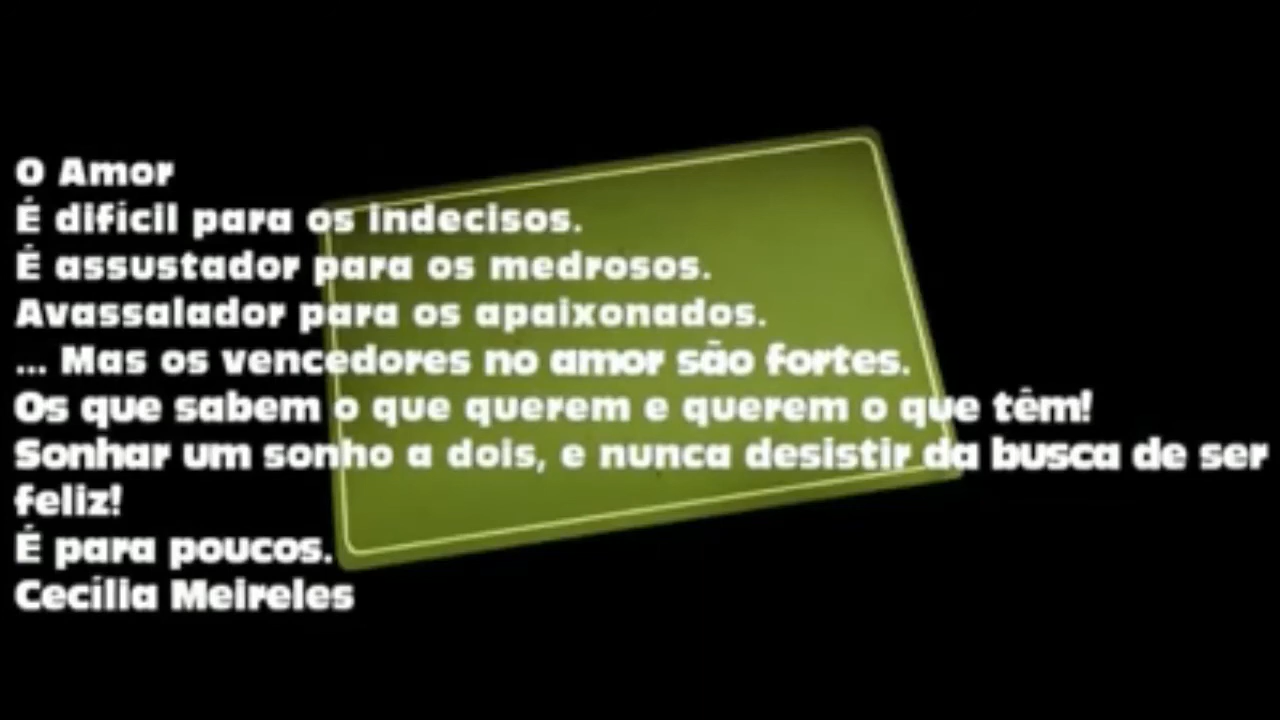 O Amor
É difícil para os indecisos.
É assustador para os medrosos.
Avassalador para os apaixonados.
... Mas os vencedores no amor são fortes.
Os que sabem o que querem e querem o que têm!
Sonhar um sonho a dois, e nunca desistir da busca de ser
feliz!
É para poucos.
Cecília Meireles